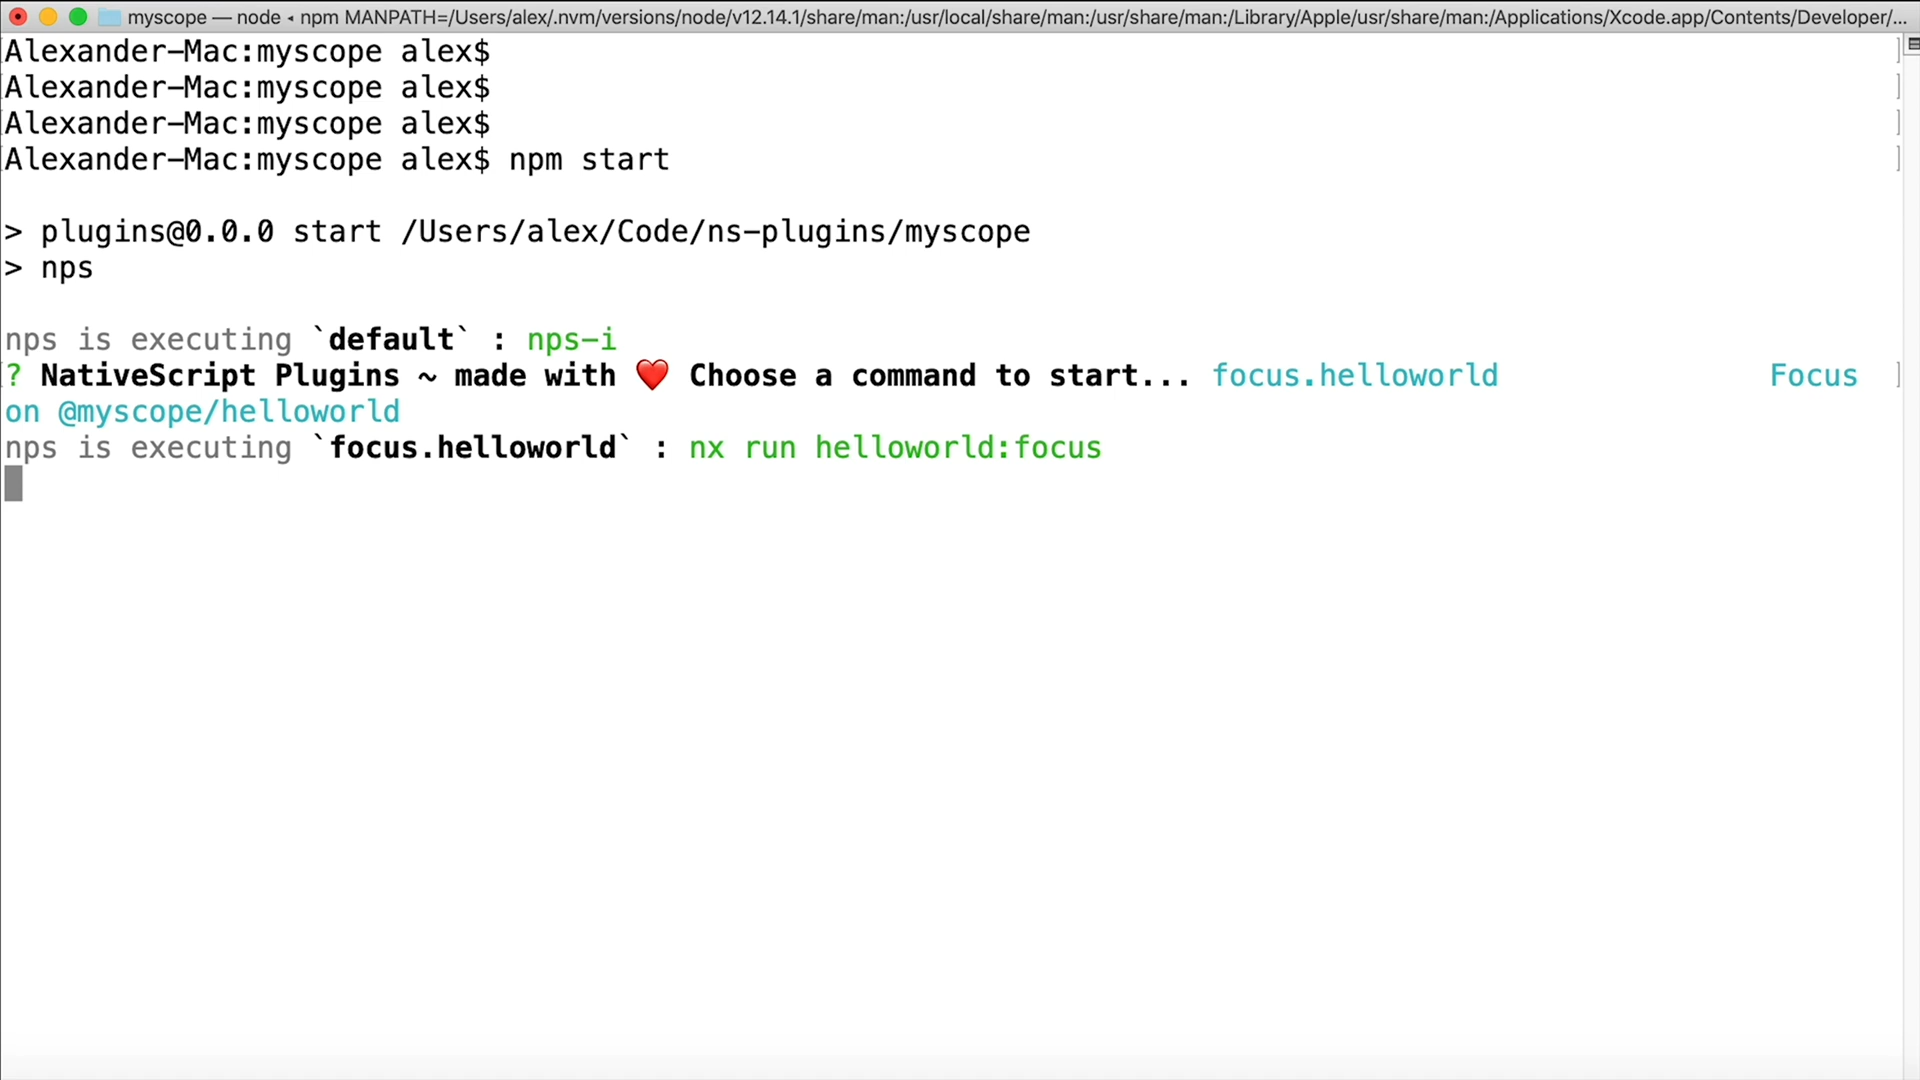 myscope — node ◂ npm MANPATH=/Users/alex/.nvm/versions/node/v12.14.1/share/man:/usr/local/share/man:/usr/share/man:/Library/Apple/usr/share/man:/Applications/Xcode.app/Contents/Developer/...
Alexander-Mac:myscope alex$
Alexander-Mac:myscope alex$
Alexander-Mac:myscope alex$
Alexander-Mac:myscope alex$ npm start
> plugins@0.0.0 start /Users/alex/Code/ns-plugins/myscope
> nps
nps is executing `default` : nps-i
? NativeScript Plugins ~ made with ❤️ Choose a command to start... focus.helloworld Focus
on @myscope/helloworld
nps is executing `focus.helloworld` : nx run helloworld:focus